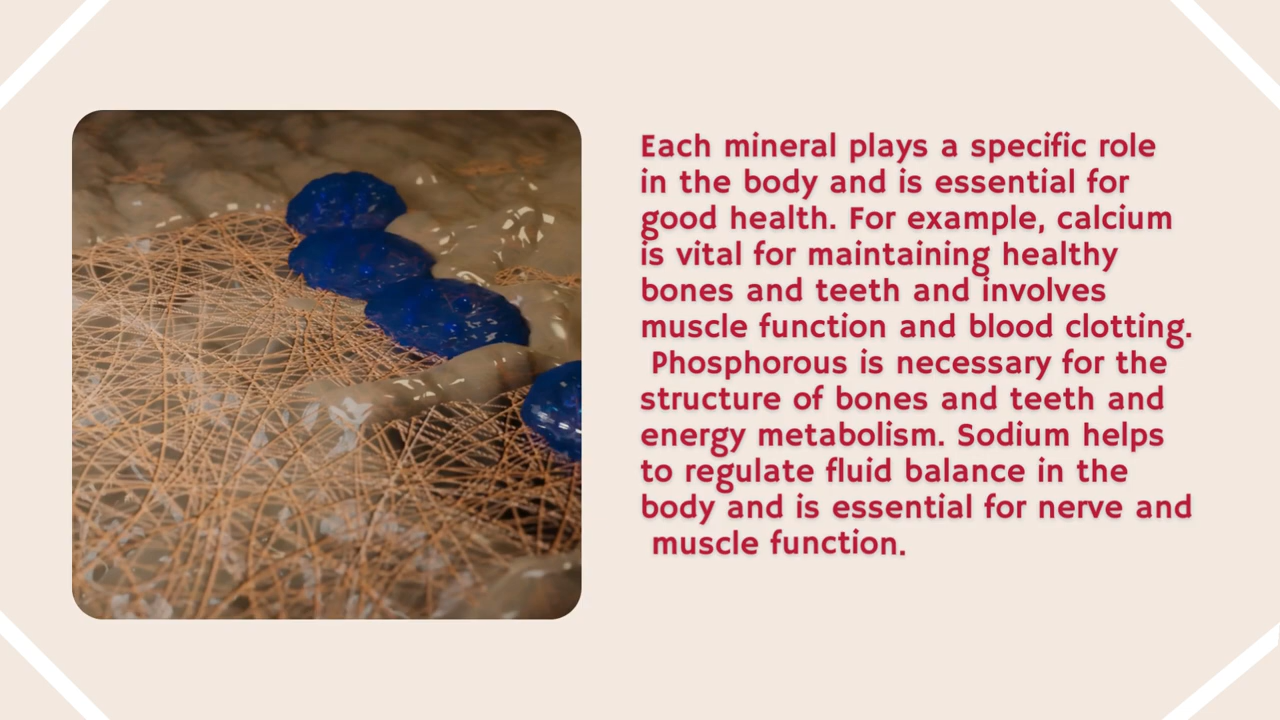 Each mineral plays a specific role
in the body and is essential for
good health. For example, calcium
is vital for maintaining healthy
bones and teeth and involves
muscle function and blood clotting.
Phosphorous is necessary for the
structure of bones and teeth and
energy metabolism. Sodium helps
to regulate fluid balance in the
body and is essential for nerve and
muscle function.